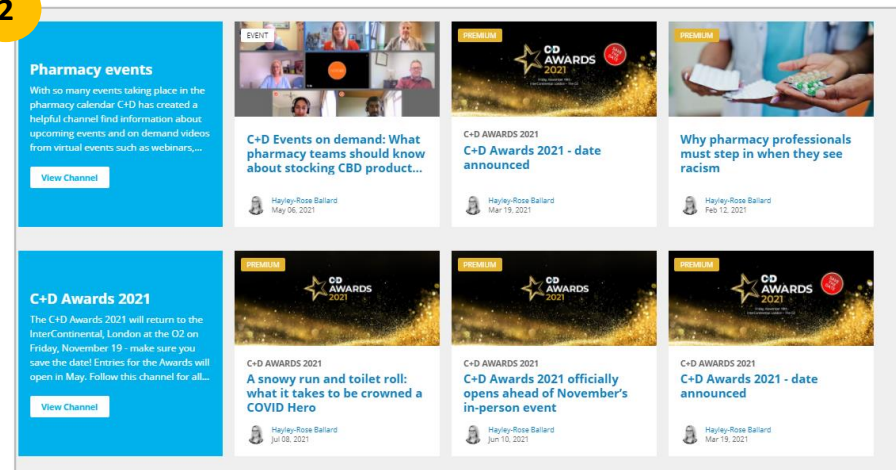 2
Pharmacy events
With so many events taking place in the
pharmacy calendar C+D has created a
helpful channel find information about
upcoming events and on demand videos
from virtual events such as webinars,...
View Channel
EVENT
C+D Events on demand: What
pharmacy teams should know
about stocking CBD product...
Hayley-Rose Ballard
May 06, 2021
PREMIUM
C+D
AWARDS
2021
SAVE THE DATE
C+D AWARDS 2021
C+D Awards 2021 - date
announced
Hayley-Rose Ballard
Mar 19, 2021
PREMIUM
Why pharmacy professionals
must step in when they see
racism
Hayley-Rose Ballard
Feb 12, 2021
C+D Awards 2021
The C+D Awards 2021 will return to the
InterContinental, London at the O2 on
Friday, November 19 - make sure you
save the date! Entries for the Awards will
open in May. Follow this channel for all...
View Channel
PREMIUM
C+D
AWARDS
2021
C+D AWARDS 2021
A snowy run and toilet roll:
what it takes to be crowned a
COVID Hero
Hayley-Rose Ballard
Jul 08, 2021
PREMIUM
C+D
AWARDS
2021
C+D AWARDS 2021
C+D Awards 2021 officially
opens ahead of November's
in-person event
Hayley-Rose Ballard
Jun 10, 2021
PREMIUM
C+D
AWARDS
2021
SAVE THE DATE
C+D AWARDS 2021
C+D Awards 2021 - date
announced
Hayley-Rose Ballard
Mar 19, 2021